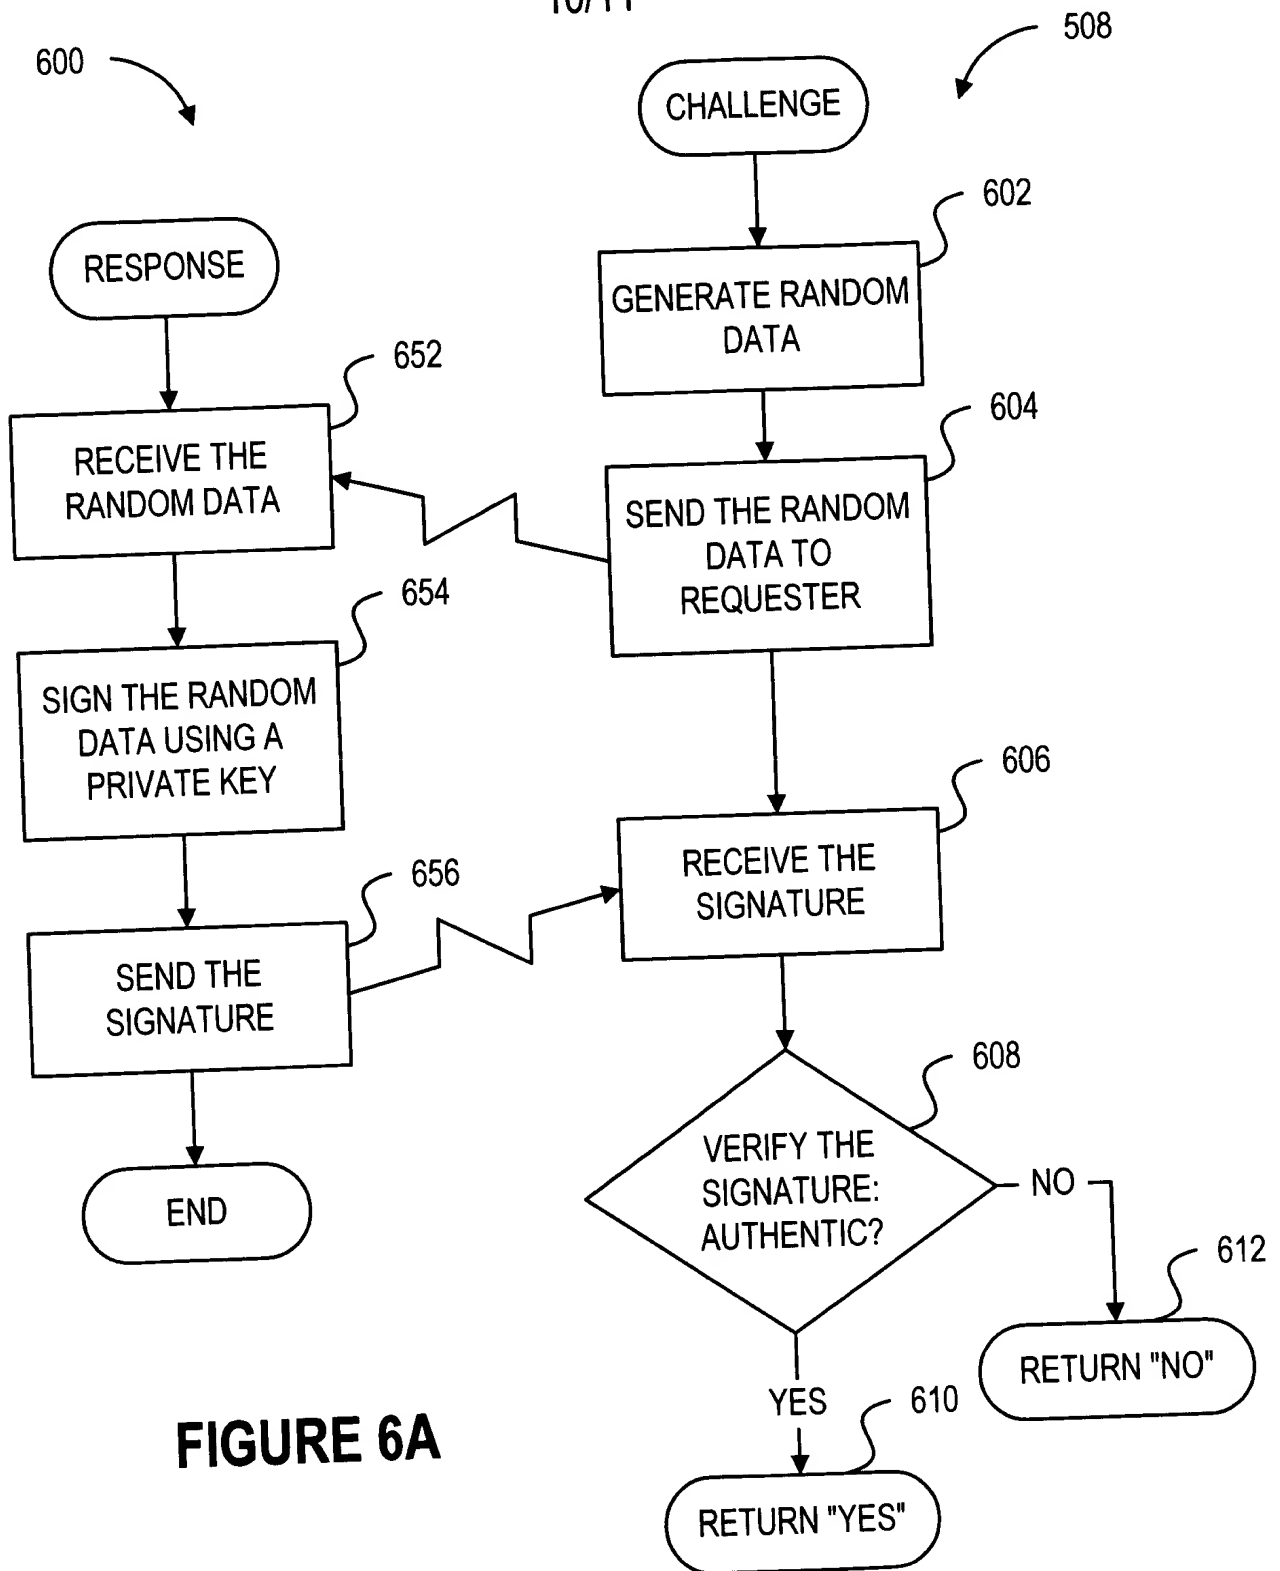 600
508
CHALLENGE
602
GENERATE RANDOM
DATA
RESPONSE
652
RECEIVE THE
RANDOM DATA
604
SEND THE RANDOM
DATA TO
REQUESTER
654
SIGN THE RANDOM
DATA USING A
PRIVATE KEY
606
RECEIVE THE
SIGNATURE
656
SEND THE
SIGNATURE
608
VERIFY THE
SIGNATURE:
AUTHENTIC?
NO
END
612
RETURN "NO"
YES
610
RETURN "YES"
FIGURE 6A